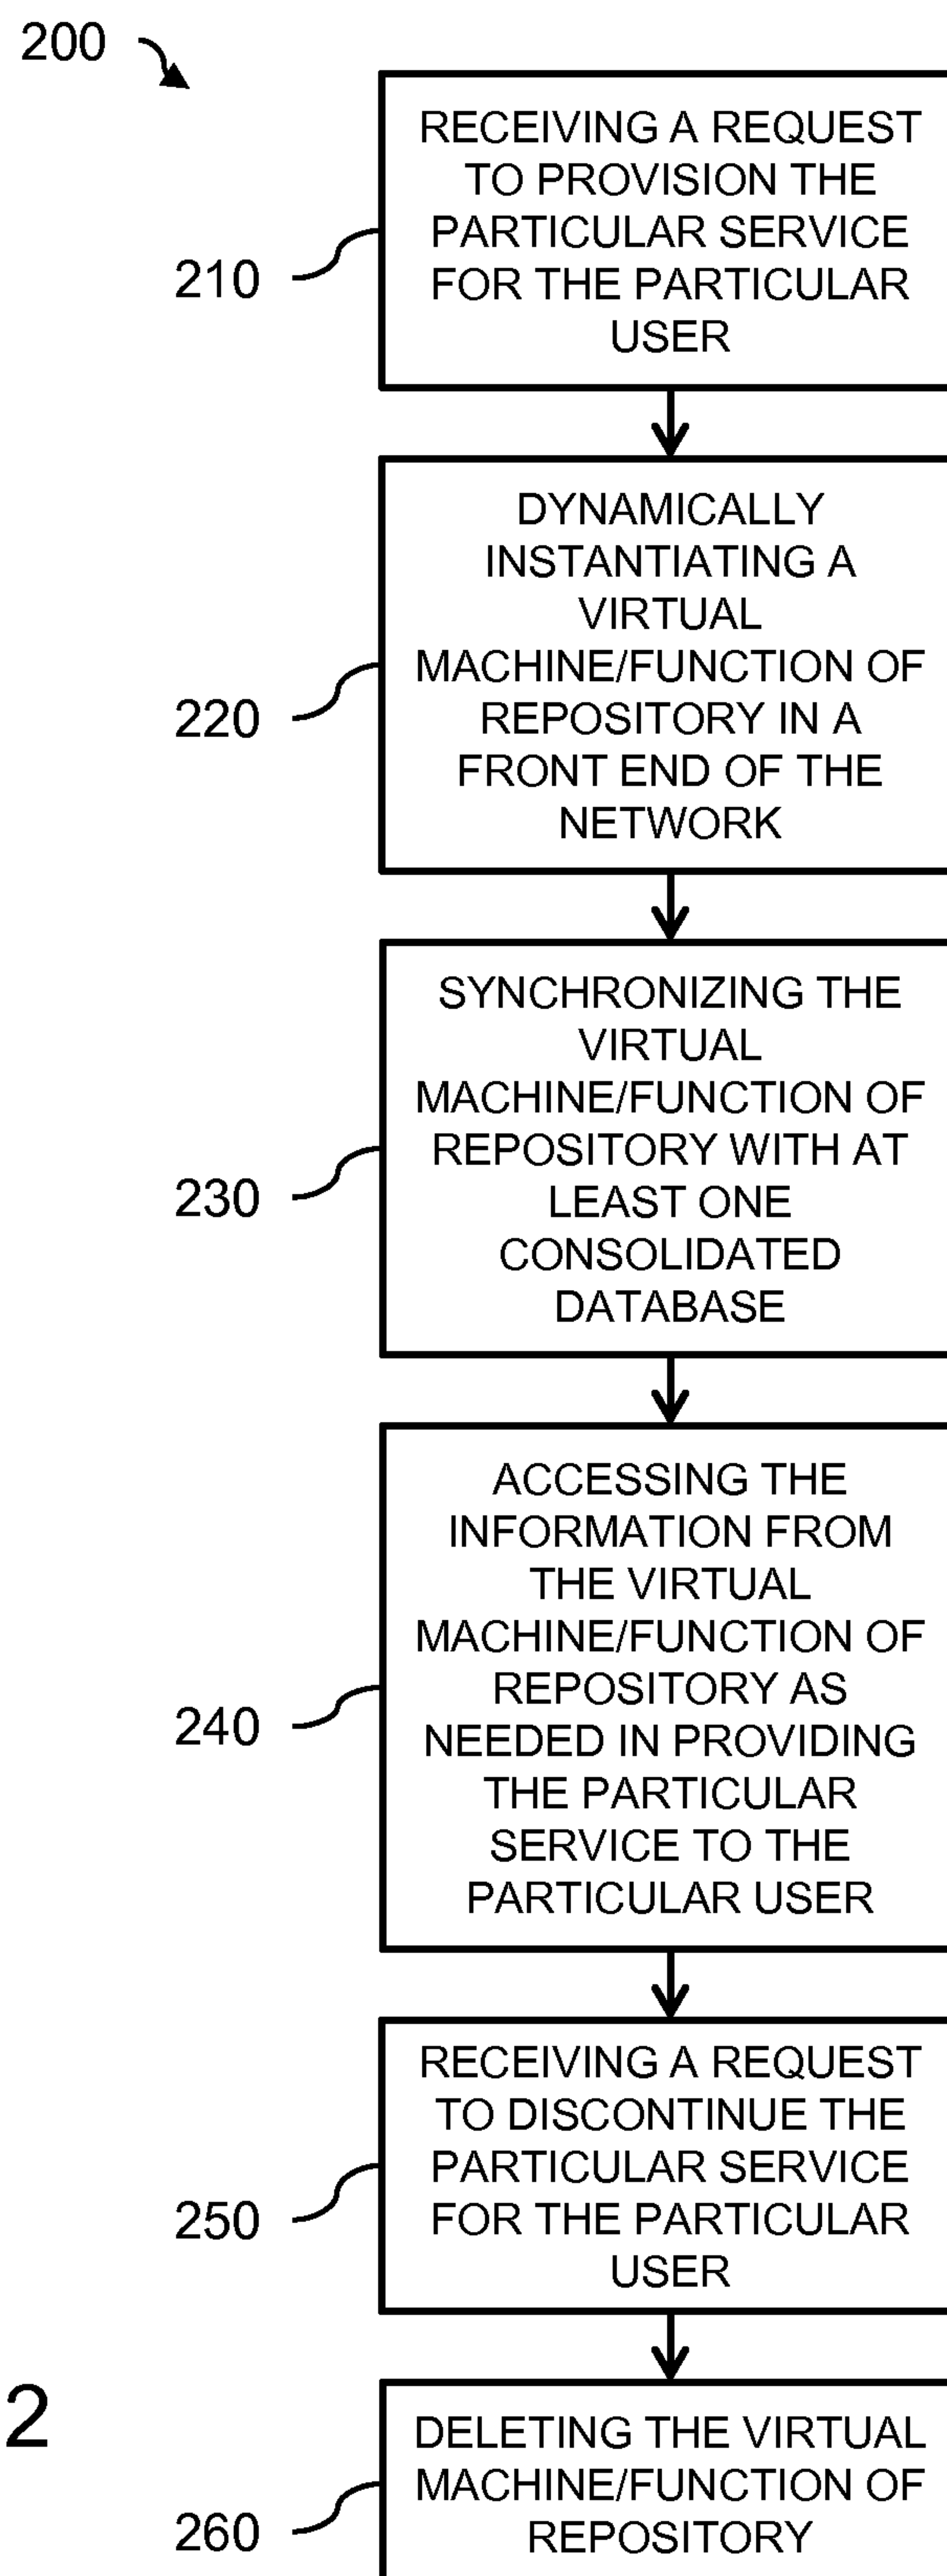 200
RECEIVING A REQUEST
TO PROVISION THE
PARTICULAR SERVICE
FOR THE PARTICULAR
USER
210
DYNAMICALLY
INSTANTIATING A
VIRTUAL
MACHINE/FUNCTION OF
REPOSITORY IN A
FRONT END OF THE
NETWORK
220
SYNCHRONIZING THE
VIRTUAL
MACHINE/FUNCTION OF
REPOSITORY WITH AT
LEAST ONE
CONSOLIDATED
DATABASE
230
ACCESSING THE
INFORMATION FROM
THE VIRTUAL
MACHINE/FUNCTION OF
REPOSITORY AS
NEEDED IN PROVIDING
THE PARTICULAR
SERVICE TO THE
PARTICULAR USER
240
RECEIVING A REQUEST
TO DISCONTINUE THE
PARTICULAR SERVICE
FOR THE PARTICULAR
USER
250
2
DELETING THE VIRTUAL
MACHINE/FUNCTION OF
REPOSITORY
260